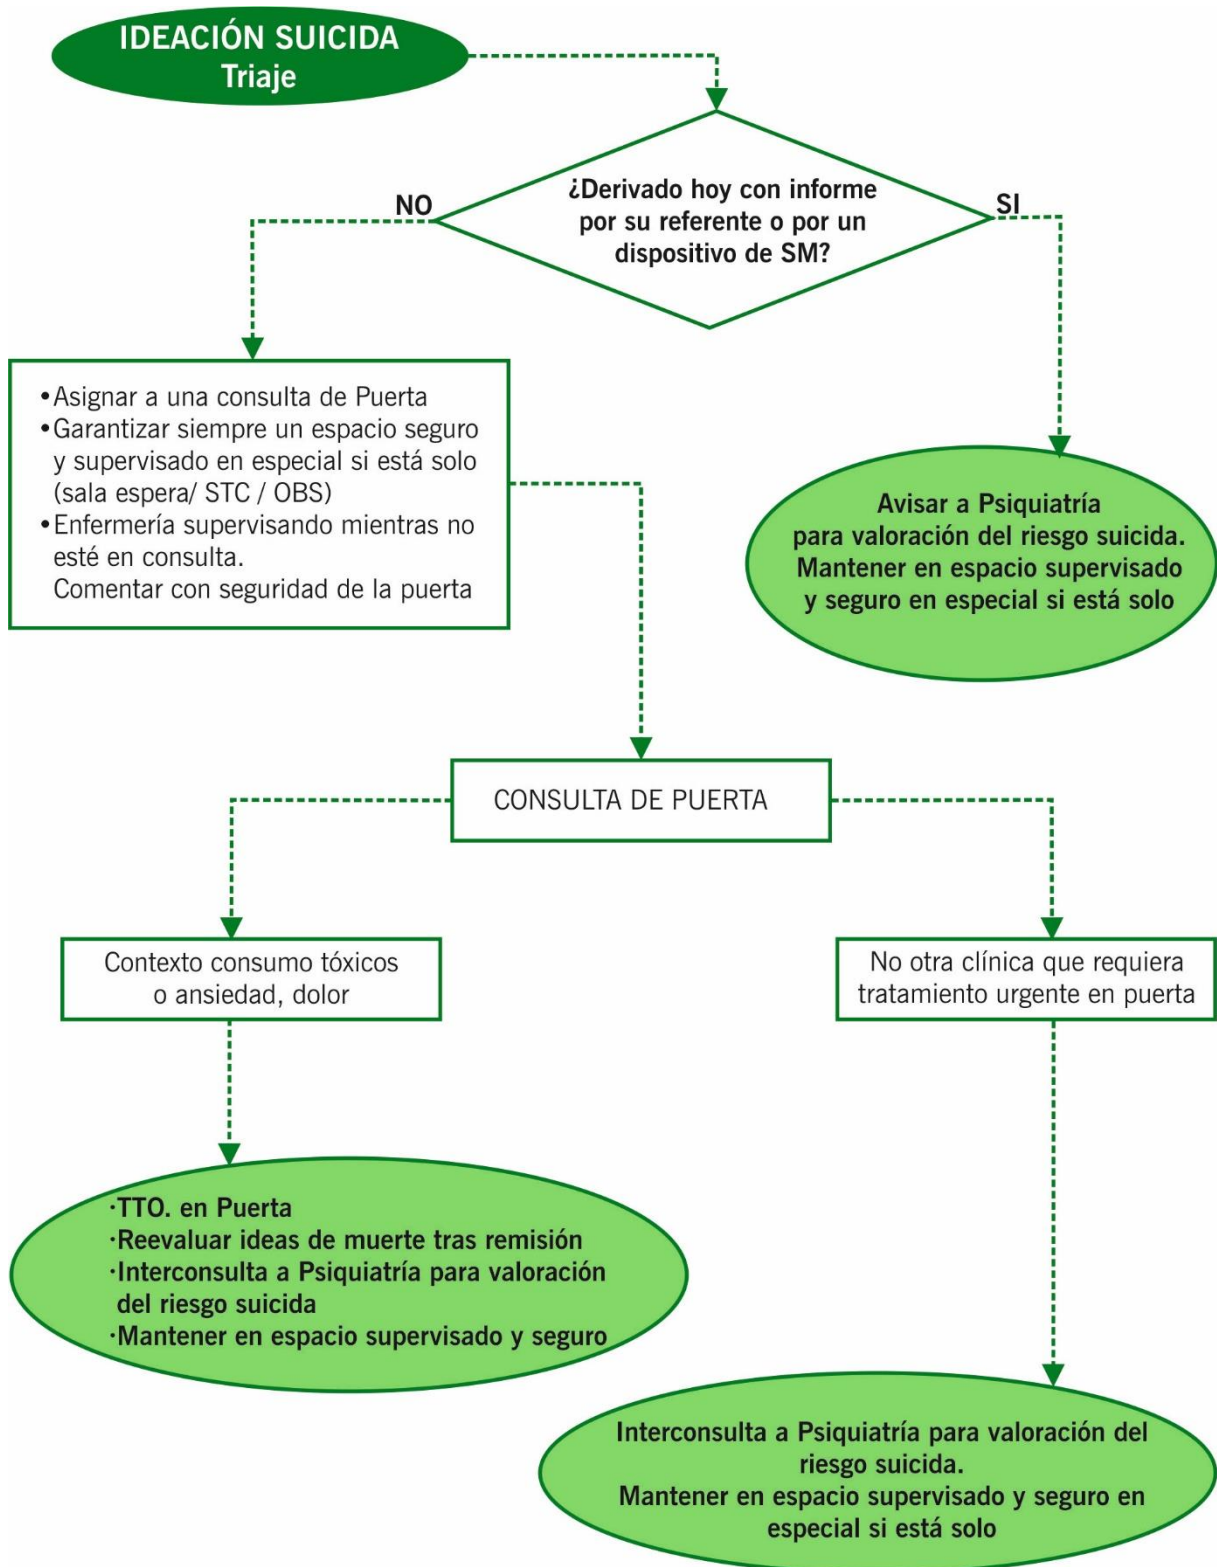 IDEACIÓN SUICIDA
Triaje
¿Derivado hoy con informe
por su referente o por un
dispositivo de SM?
NO
SI
•Asignar a una consulta de Puerta
•Garantizar siempre un espacio seguro
y supervisado en especial si está solo
(sala espera/ STC / OBS)
•Enfermería supervisando mientras no
esté en consulta.
Comentar con seguridad de la puerta
Avisar a Psiquiatría
para valoración del riesgo suicida.
Mantener en espacio supervisado
y seguro en especial si está solo
CONSULTA DE PUERTA
Contexto consumo tóxicos
o ansiedad, dolor
No otra clínica que requiera
tratamiento urgente en puerta
·TTO. en Puerta
·Reevaluar ideas de muerte tras remisión
·Interconsulta a Psiquiatría para valoración
del riesgo suicida
·Mantener en espacio supervisado y seguro
Interconsulta a Psiquiatría para valoración del
riesgo suicida.
Mantener en espacio supervisado y seguro en
especial si está solo